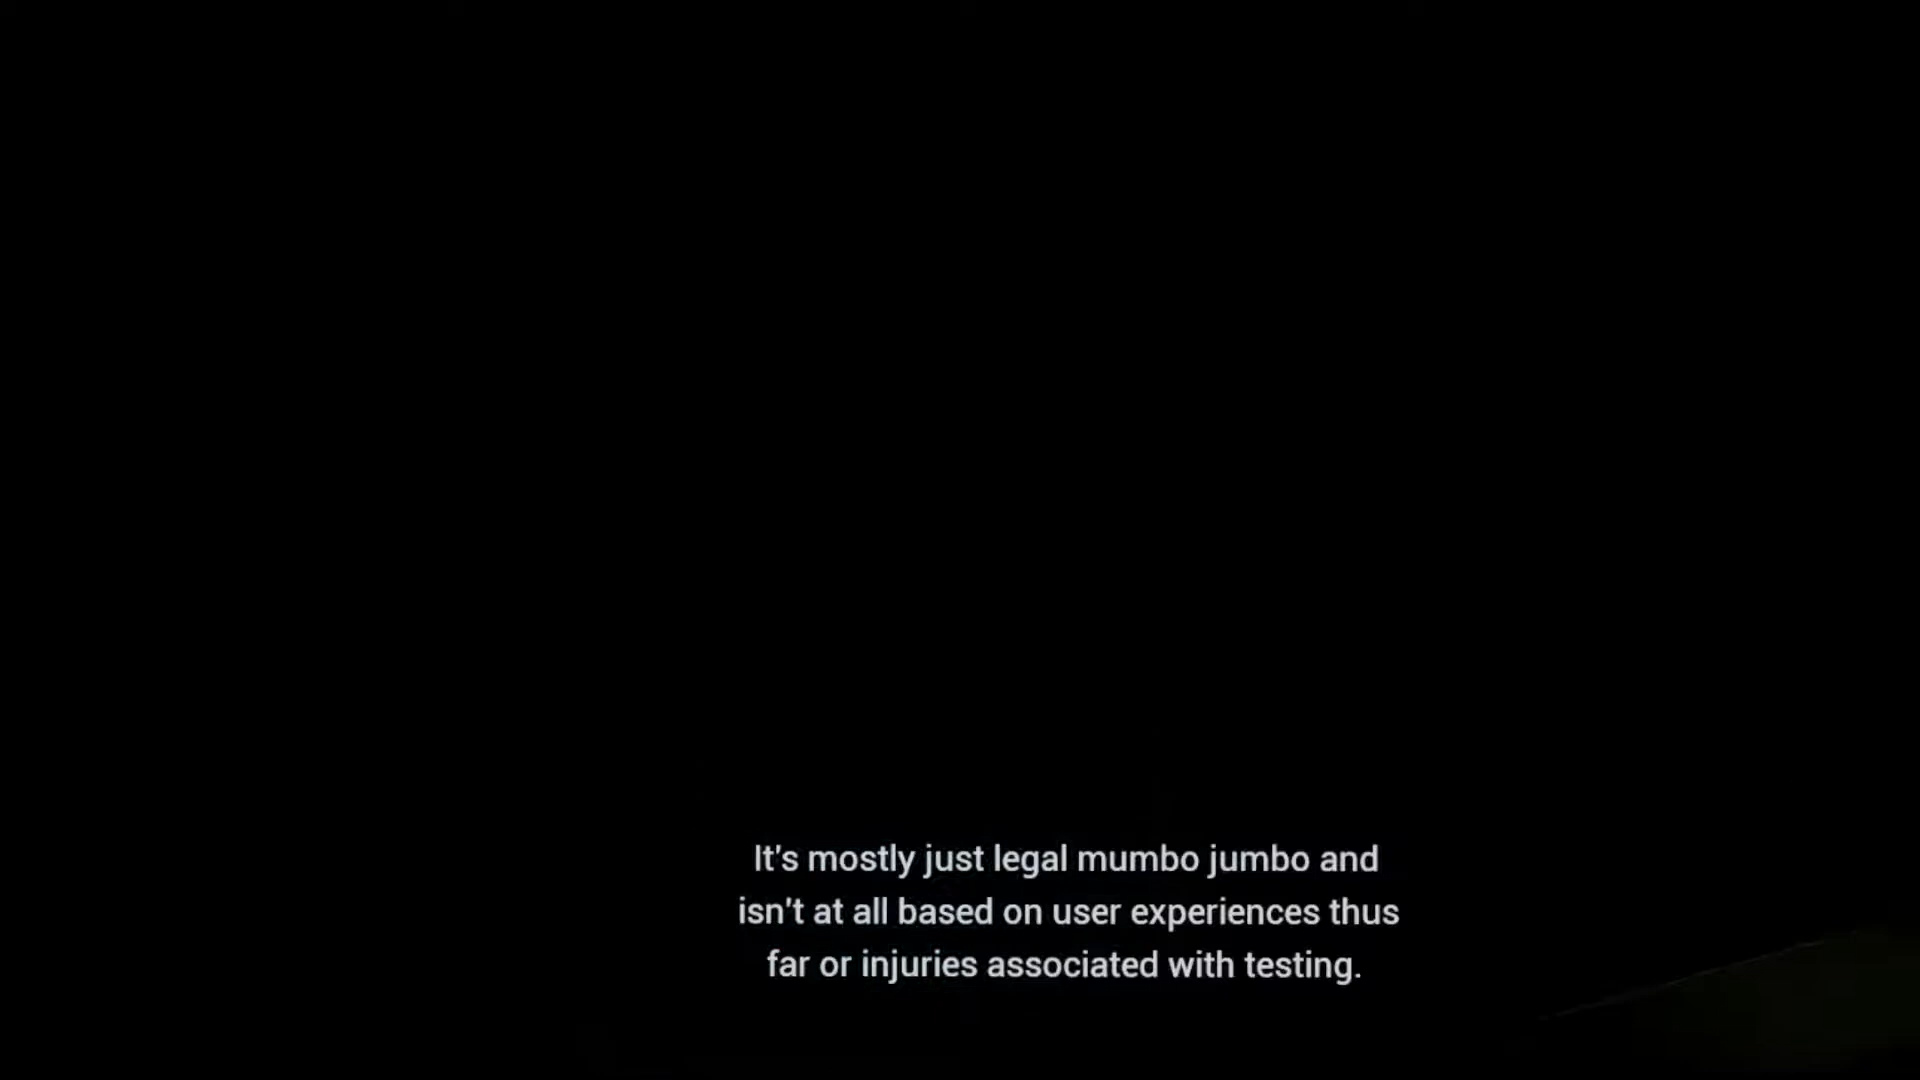 It's mostly just legal mumbo jumbo and
isn't at all based on user experiences thus
far or injuries associated with testing.